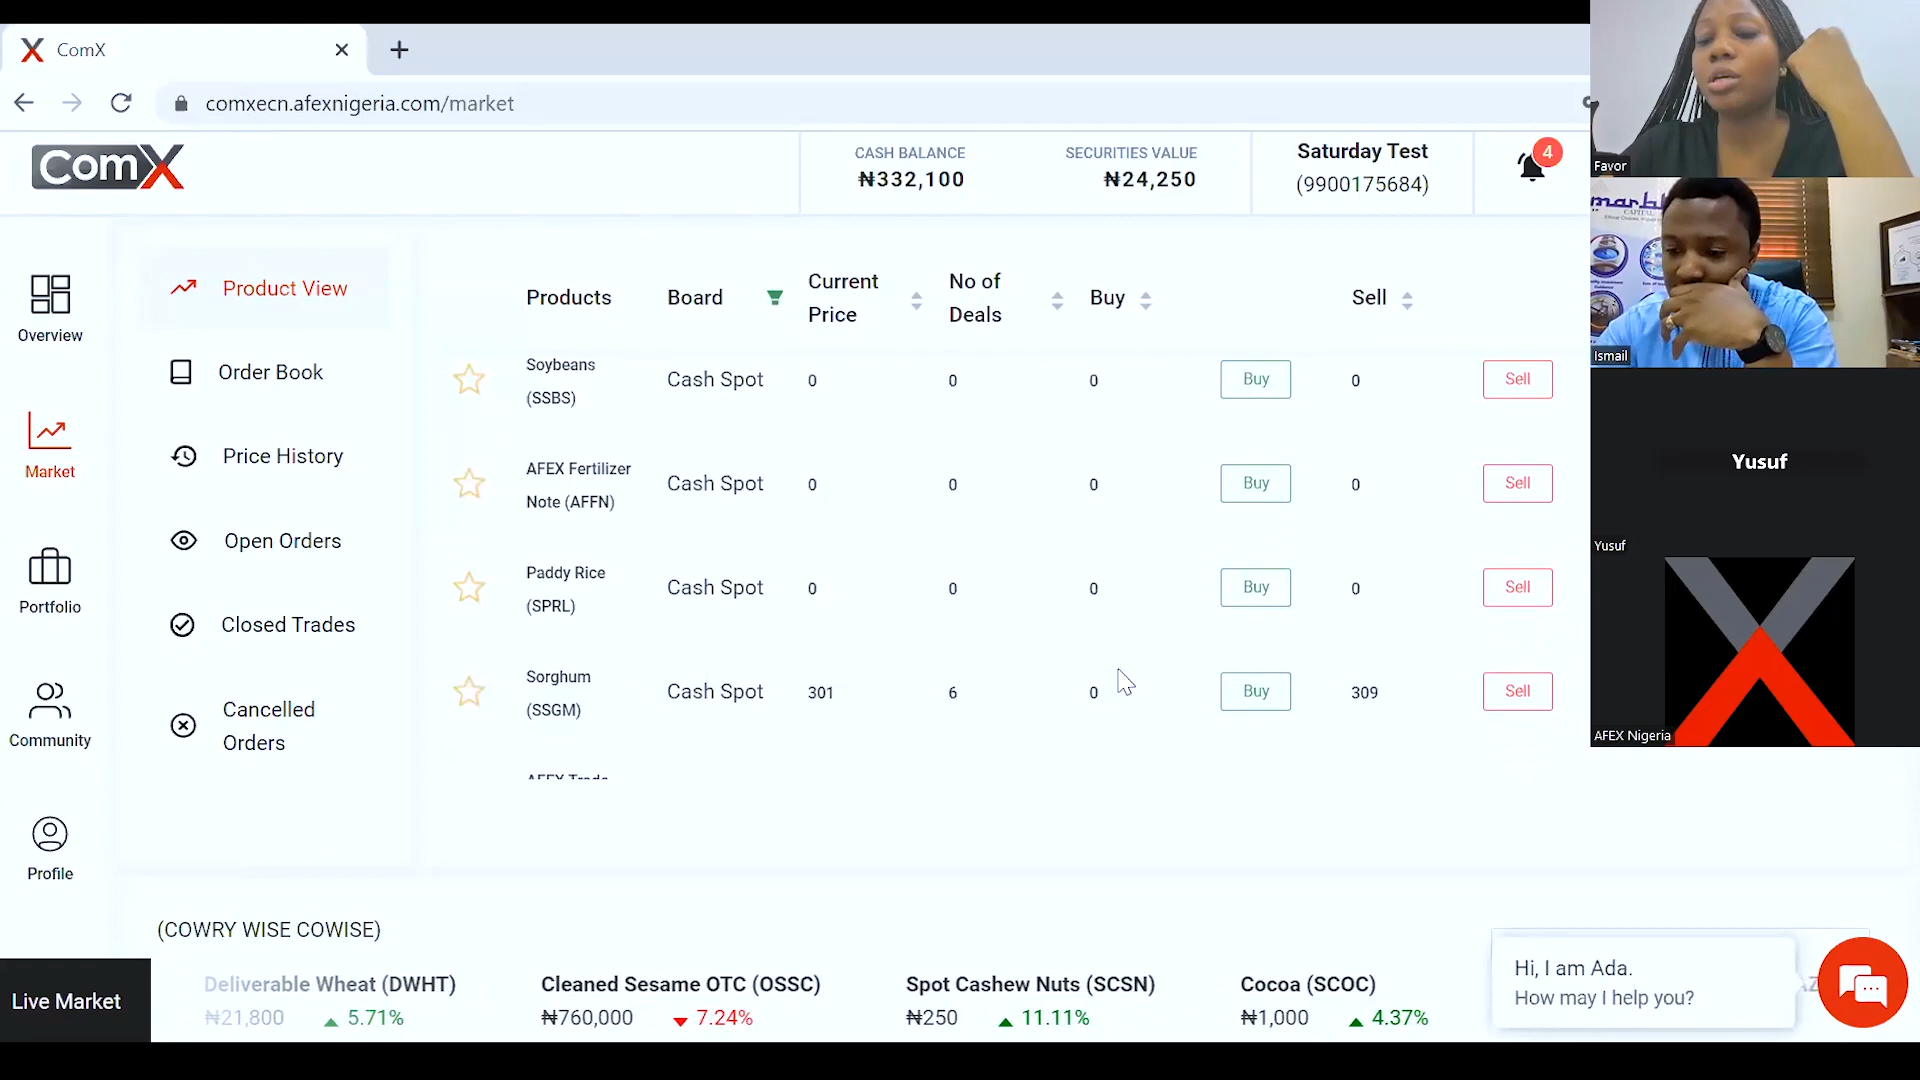 ComX
comxecn.afexnigeria.com/market
ComX
CASH BALANCE
₦332,100
SECURITIES VALUE
₦24,250
Saturday Test
(9900175684)
4
Overview
Market
Portfolio
Community
Profile
Product View
Order Book
Price History
Open Orders
Closed Trades
Cancelled
Orders
Products
Board
Current
Price
No of
Deals
Buy
Sell
Soybeans
(SSBS)
Cash Spot
0
0
0
Buy
0
Sell
AFEX Fertilizer
Note (AFFN)
Cash Spot
0
0
0
Buy
0
Sell
Paddy Rice
(SPRL)
Cash Spot
0
0
0
Buy
0
Sell
Sorghum
(SSGM)
Cash Spot
301
6
0
Buy
309
Sell
AFEX Trade
(COWRY WISE COWISE)
Live Market
Deliverable Wheat (DWHT)
₦21,800
5.71%
Cleaned Sesame OTC (OSSC)
₦760,000
7.24%
Spot Cashew Nuts (SCSN)
₦250
11.11%
Cocoa (SCOC)
₦1,000
4.37%
Hi, I am Ada.
How may I help you?
Favor
marbl
CAPITAL
Ismail
Yusuf
Yusuf
AFEX Nigeria